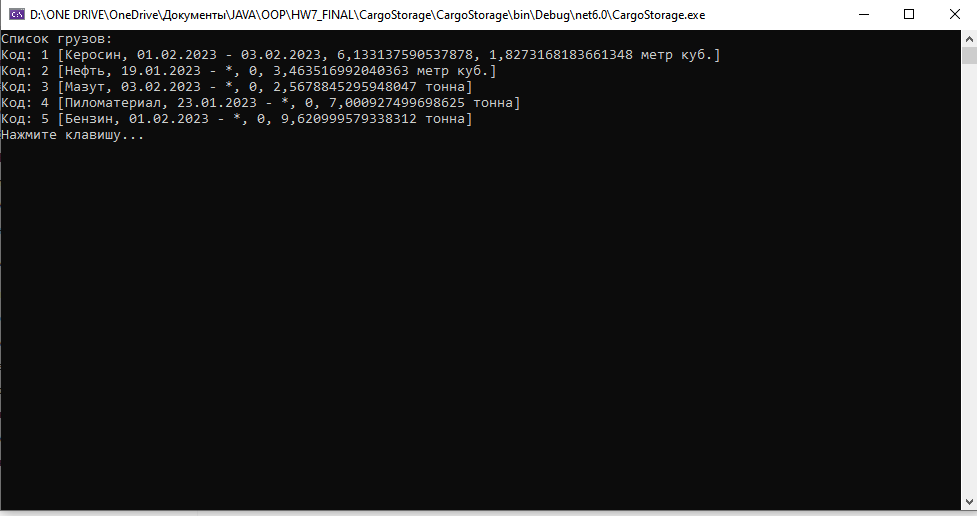 D:\ONE DRIVE\OneDrive\Документы\JAVA\OOP\HW7_FINAL\CargoStorage\CargoStorage\bin\Debug\net6.0\CargoStorage.exe
Список грузов:
Код: 1 [Керосин, 01.02.2023 - 03.02.2023, 6,133137590537878, 1,8273168183661348 метр куб.]
Код: 2 [Нефть, 19.01.2023 - *, 0, 3,463516992040363 метр куб.]
Код: 3 [Мазут, 03.02.2023 - *, 0, 2,5678845295948047 тонна]
Код: 4 [Пиломатериал, 23.01.2023 - *, 0, 7,000927499698625 тонна]
Код: 5 [Бензин, 01.02.2023 - *, 0, 9,620999579338312 тонна]
Нажмите клавишу...